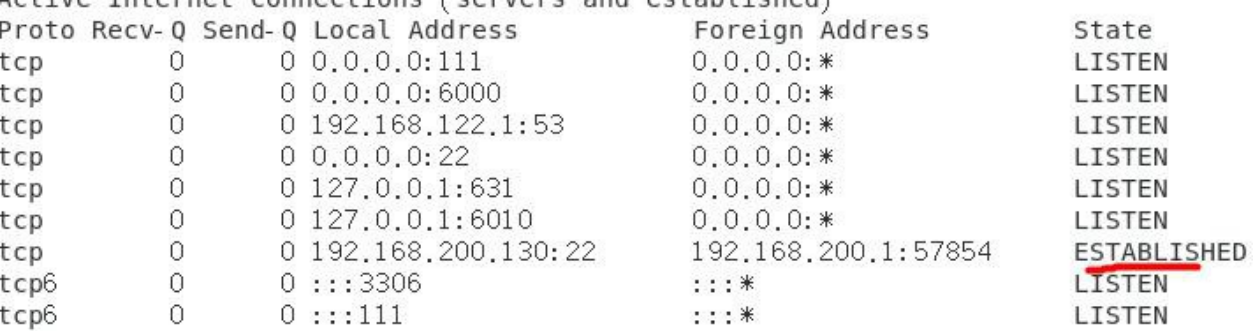 Active Internet connections (servers and established)
Proto Recv-Q Send-Q Local Address Foreign Address State
tcp 0 0 0.0.0.0:111 0.0.0.0:* LISTEN
tcp 0 0 0.0.0.0:6000 0.0.0.0:* LISTEN
tcp 0 0 192.168.122.1:53 0.0.0.0:* LISTEN
tcp 0 0 0.0.0.0:22 0.0.0.0:* LISTEN
tcp 0 0 127.0.0.1:631 0.0.0.0:* LISTEN
tcp 0 0 127.0.0.1:6010 0.0.0.0:* LISTEN
tcp 0 0 192.168.200.130:22 192.168.200.1:57854 ESTABLISHED
tcp6 0 0 :::3306 :::* LISTEN
tcp6 0 0 :::111 :::* LISTEN